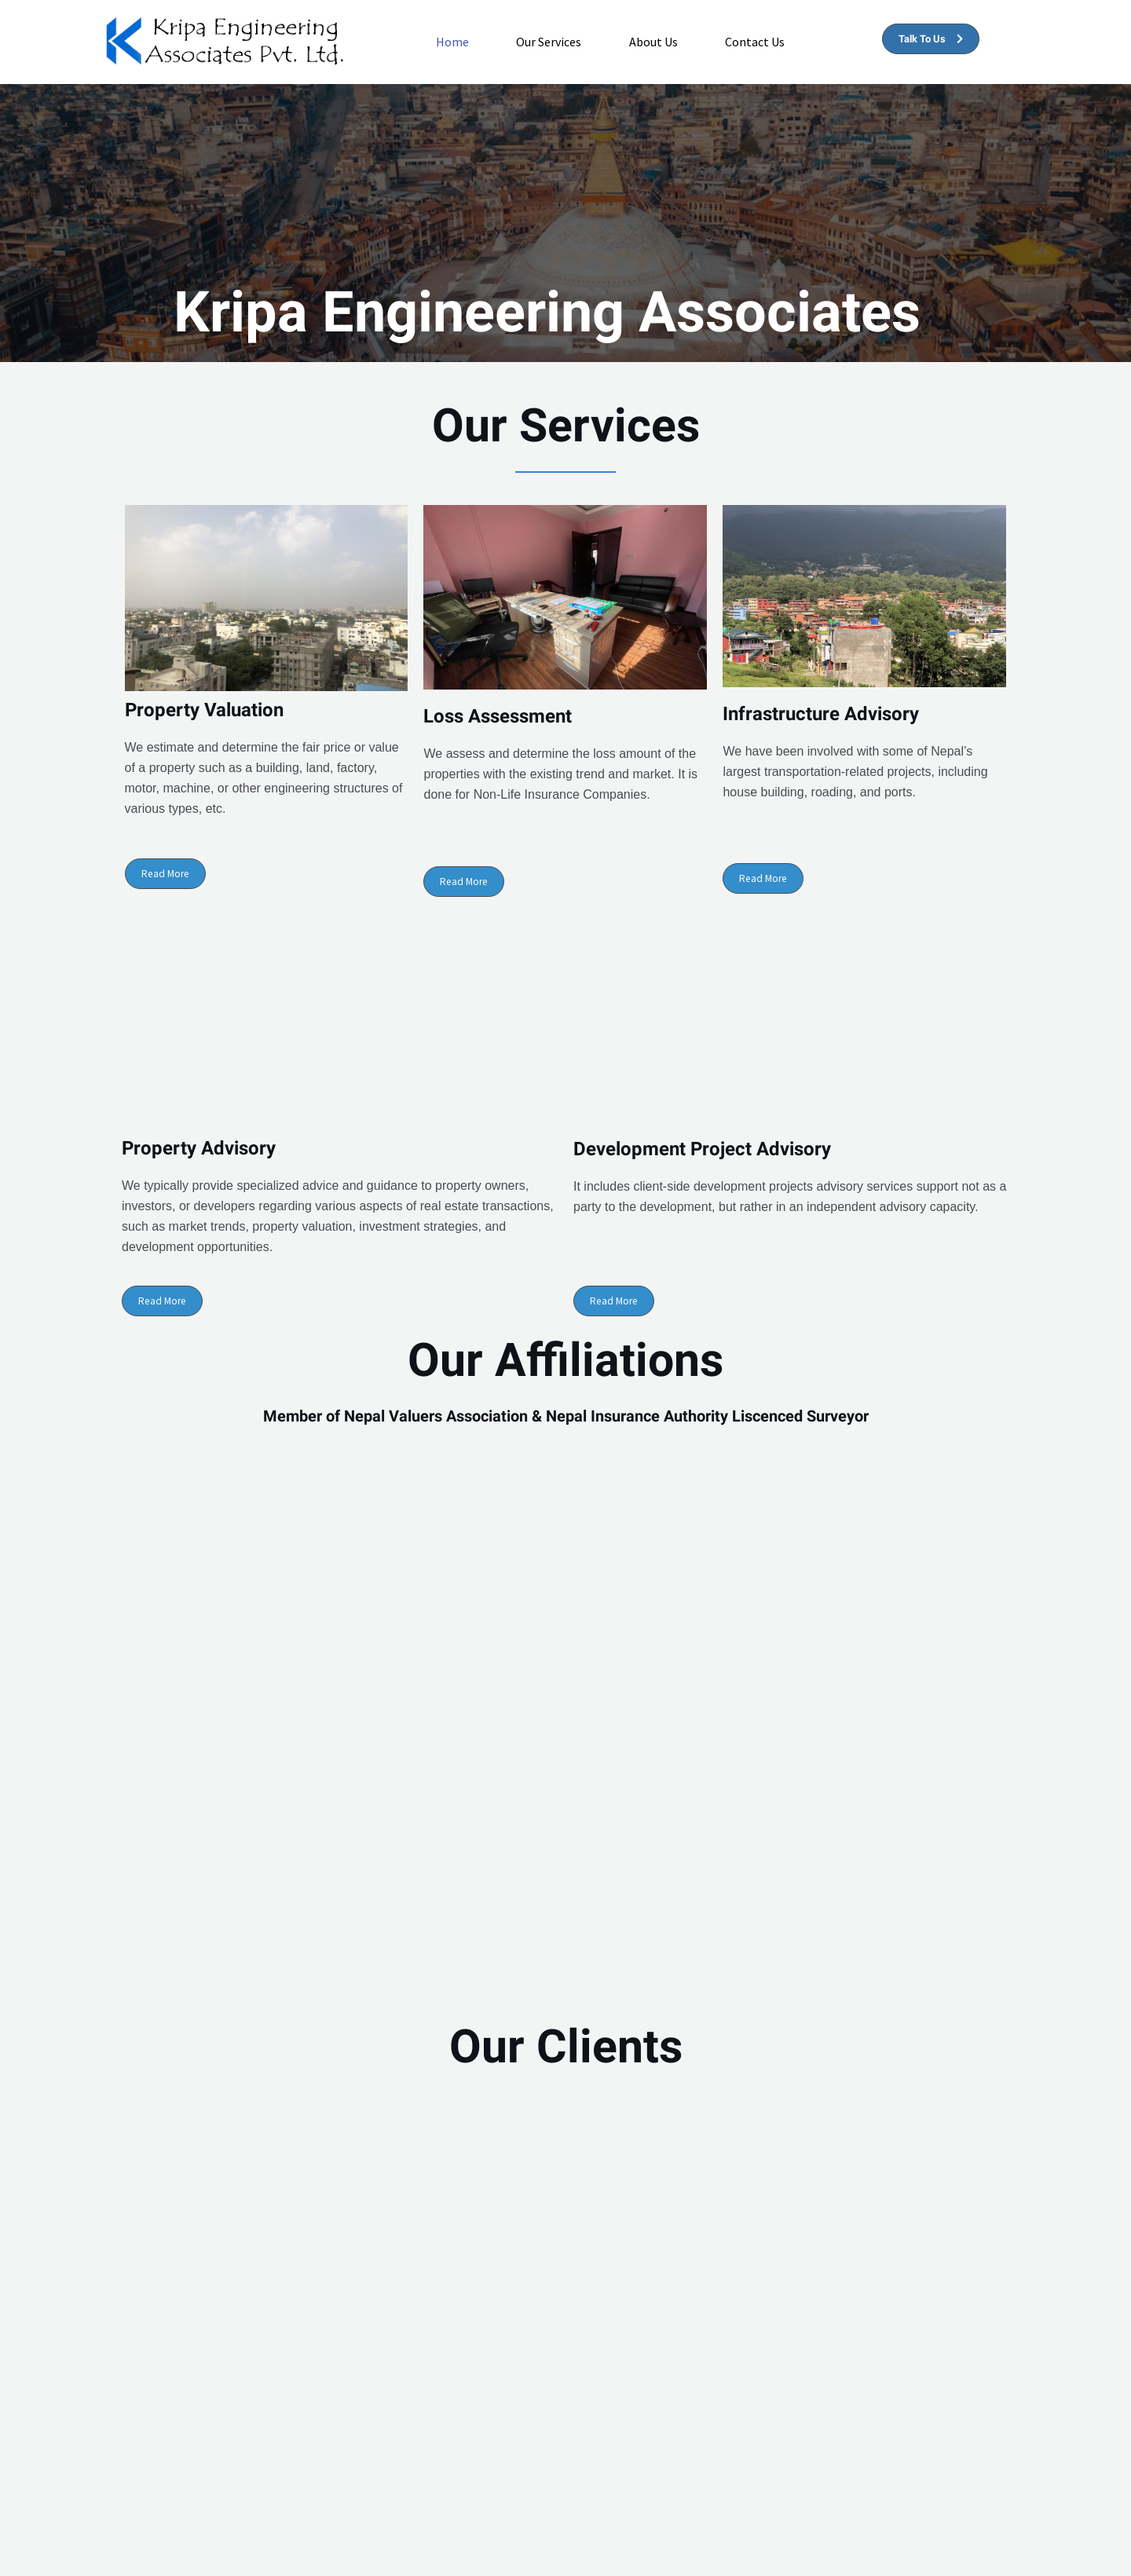 Kripa Engineering
Associates Pvt. Ltd.
Home
Our Services
About Us
Contact Us
Talk To Us
Kripa Engineering Associates
Our Services
Property Valuation
We estimate and determine the fair price or value
of a property such as a building, land, factory,
motor, machine, or other engineering structures of
various types, etc.
Read More
Loss Assessment
We assess and determine the loss amount of the
properties with the existing trend and market. It is
done for Non-Life Insurance Companies.
Read More
Infrastructure Advisory
We have been involved with some of Nepal’s
largest transportation-related projects, including
house building, roading, and ports.
Read More
Property Advisory
We typically provide specialized advice and guidance to property owners,
investors, or developers regarding various aspects of real estate transactions,
such as market trends, property valuation, investment strategies, and
development opportunities.
Read More
Development Project Advisory
It includes client-side development projects advisory services support not as a
party to the development, but rather in an independent advisory capacity.
Read More
Our Affiliations
Member of Nepal Valuers Association & Nepal Insurance Authority Liscenced Surveyor
Our Clients